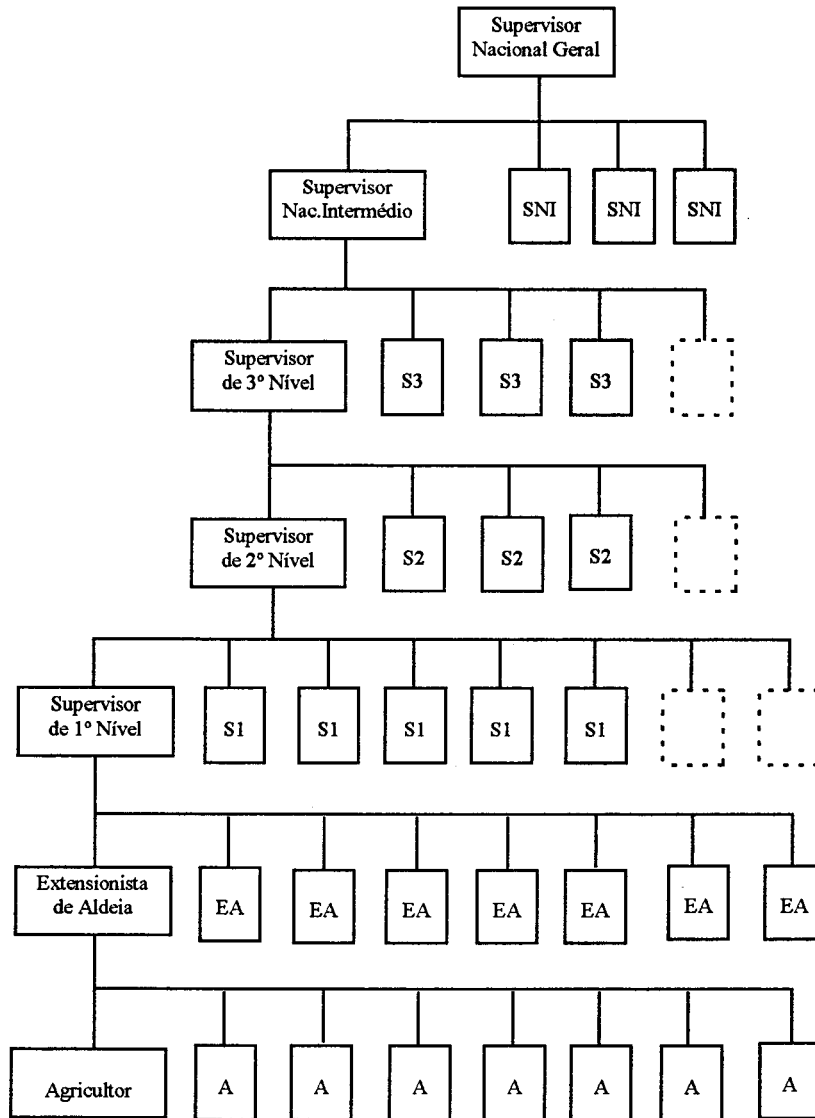 Supervisor
Nacional Geral
Supervisor
Nac.Intermédio
SNI
SNI
SNI
Supervisor
de 3º Nível
S3
S3
S3
Supervisor
de 2º Nível
S2
S2
S2
Supervisor
de 1º Nível
S1
S1
S1
S1
S1
Extensionista
de Aldeia
EA
EA
EA
EA
EA
EA
EA
Agricultor
A
A
A
A
A
A
A